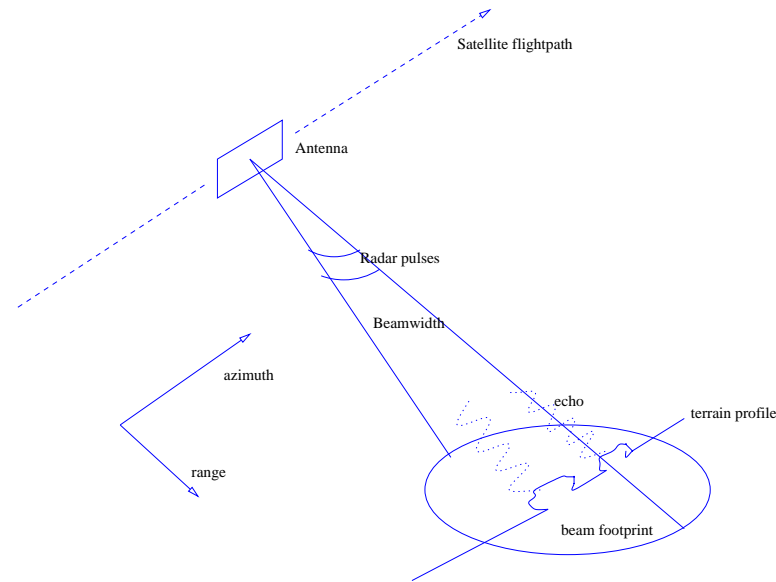 Satellite flightpath
Antenna
Radar pulses
Beamwidth
azimuth
echo
terrain profile
range
beam footprint